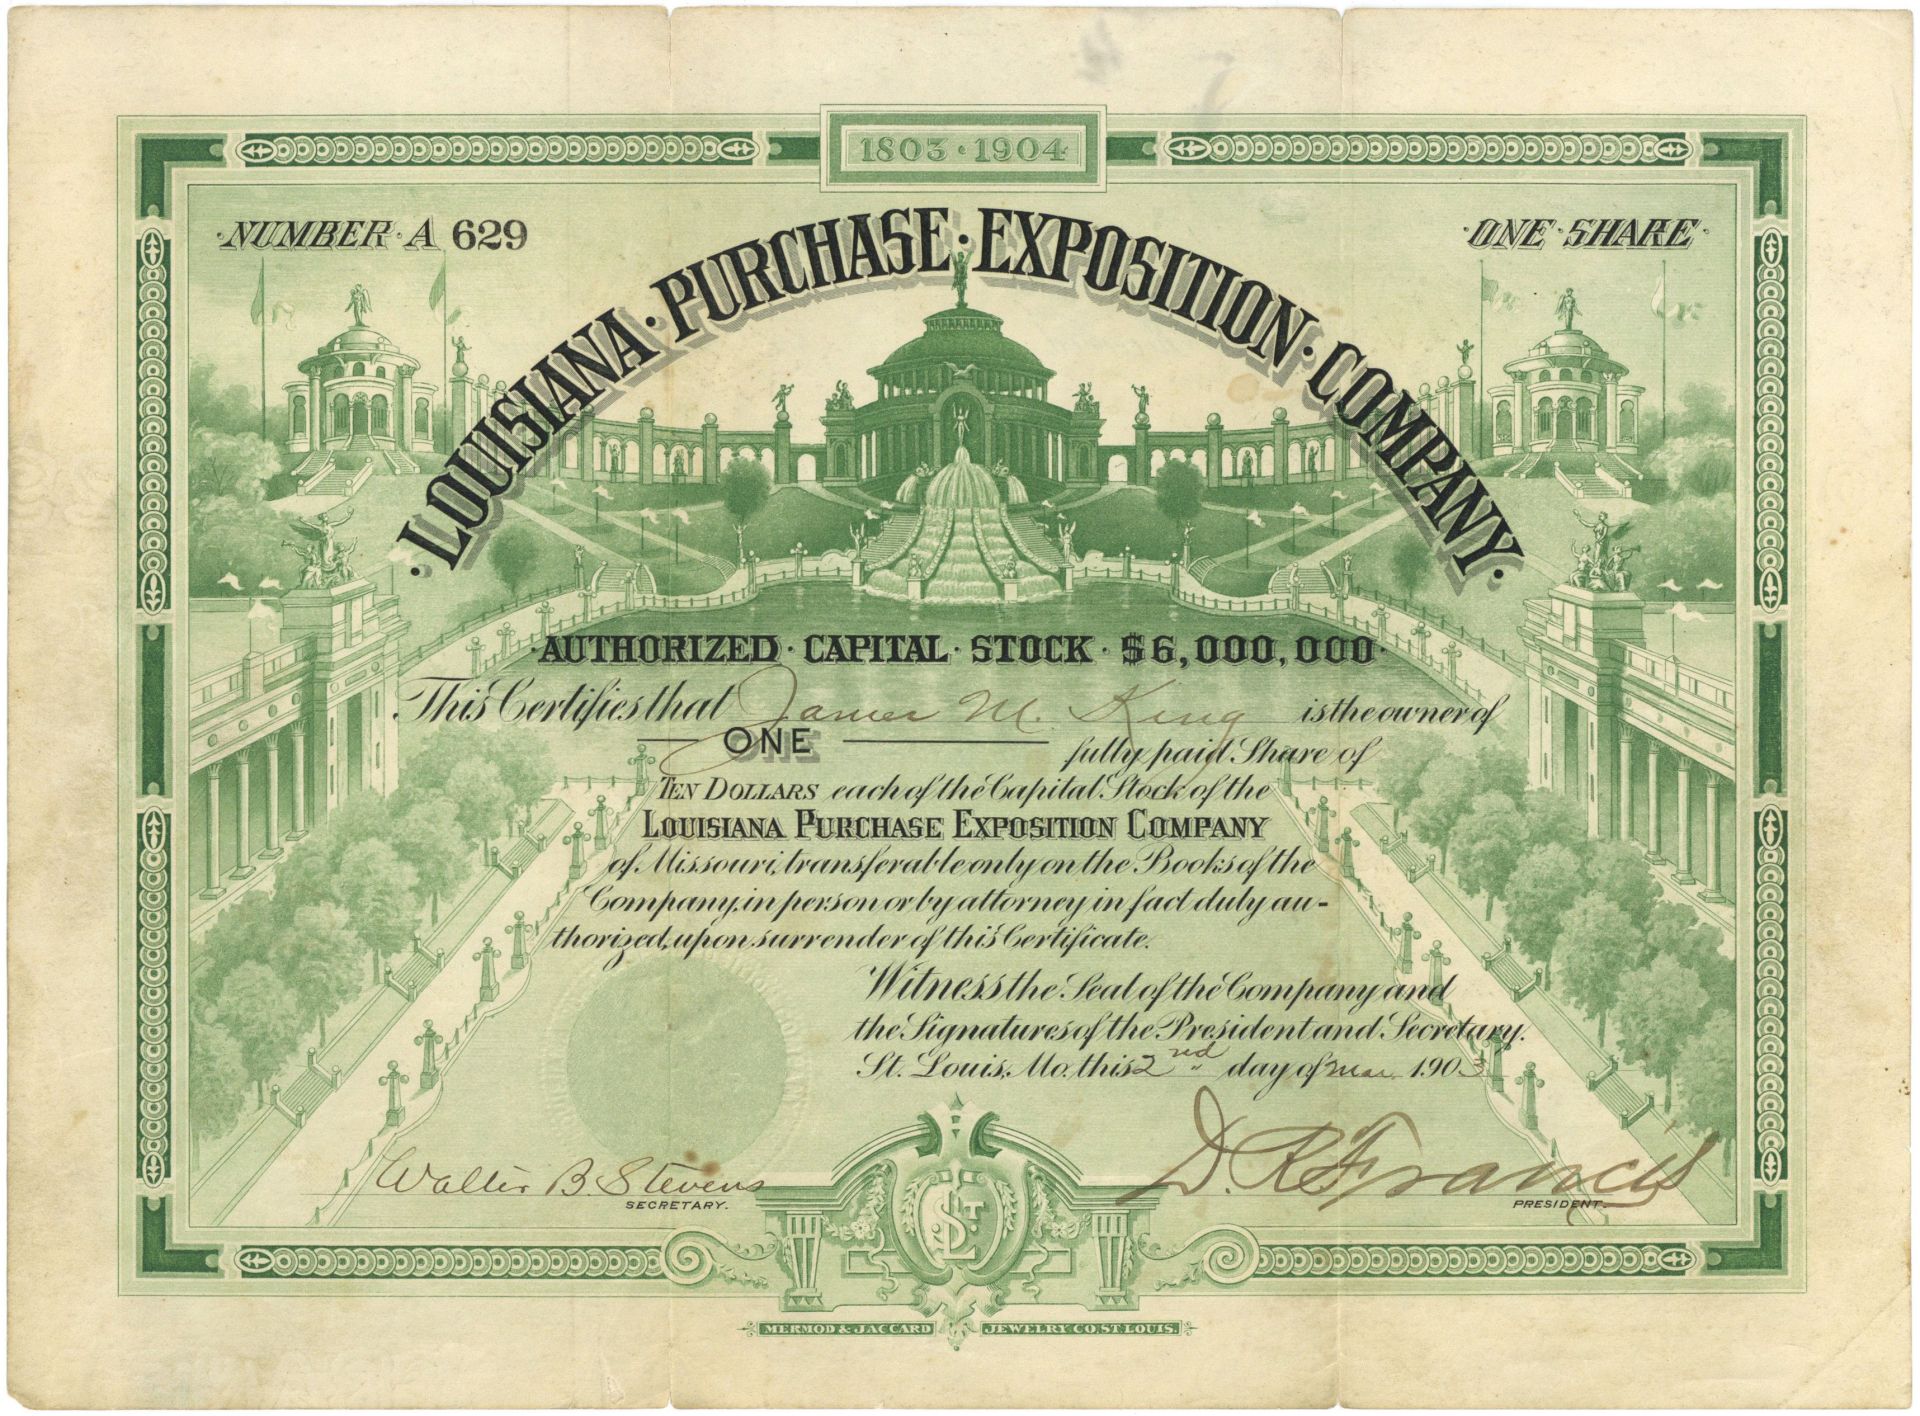 1803 · 1904
· NUMBER · A 629
· ONE · SHARE ·
· LOUISIANA · PURCHASE · EXPOSITION · COMPANY ·
· AUTHORIZED · CAPITAL · STOCK · $6,000,000 ·
This Certifies that James M. King is the owner of
ONE fully paid Share of
TEN DOLLARS each of the Capital Stock of the
LOUISIANA PURCHASE EXPOSITION COMPANY
of Missouri, transferable only on the Books of the
Company, in person or by attorney in fact duly au-
thorized, upon surrender of this Certificate.
Witness the Seal of the Company and
the Signatures of the President and Secretary.
St. Louis, Mo. this 2nd day of Mar. 1903
Walter B. Stevens
SECRETARY.
D. R. Francis
PRESIDENT.
ST L
MERMOD & JACCARD JEWELRY CO. ST. LOUIS.